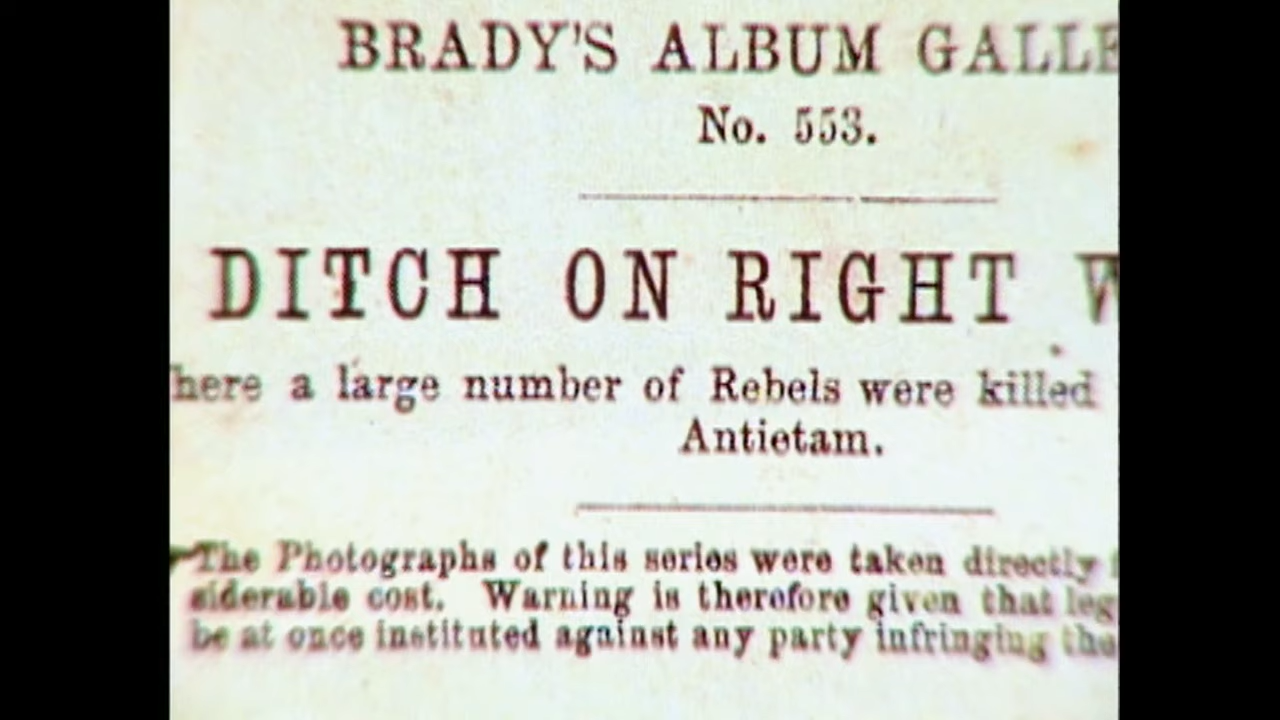 BRADY'S ALBUM GALLE
No. 553.
DITCH ON RIGHT W
here a large number of Rebels were killed
Antietam.
The Photographs of this series were taken directly
siderable cost. Warning is therefore given that leg
be at once instituted against any party infringing the